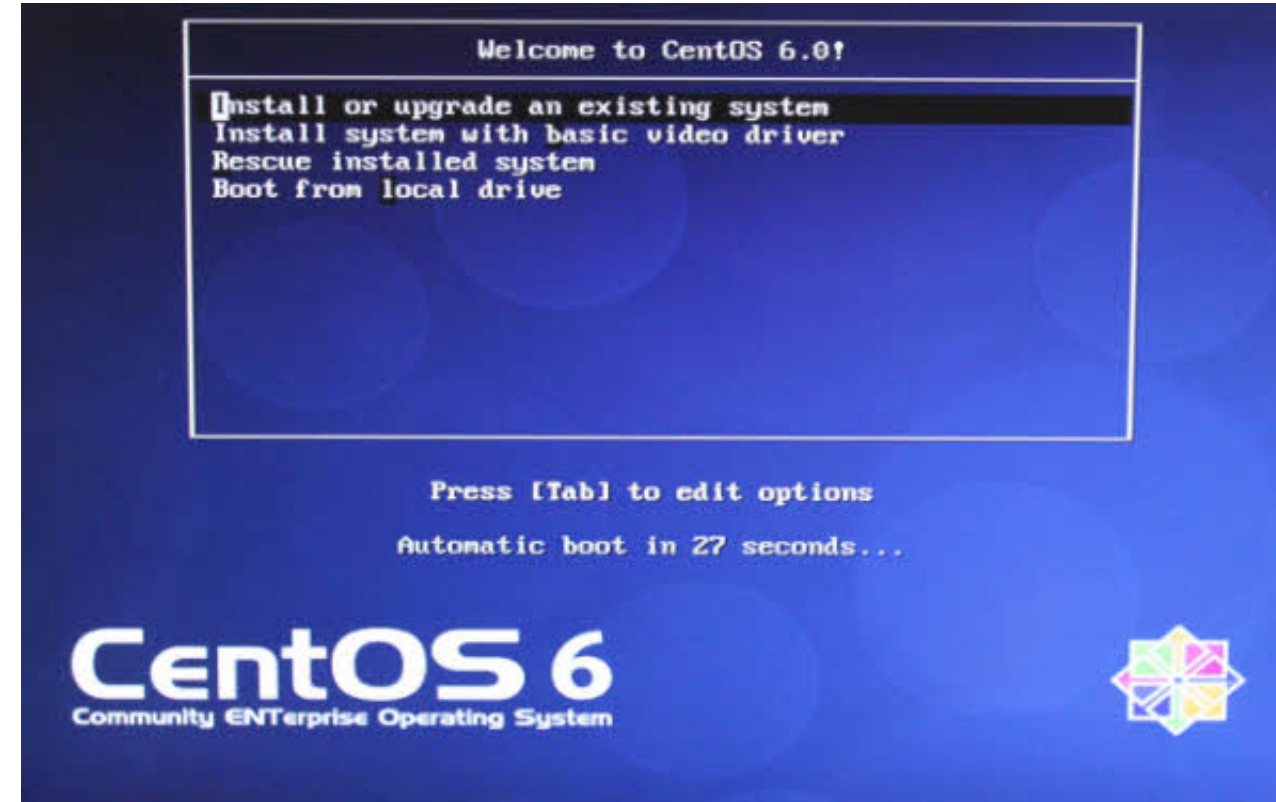 Welcome to CentOS 6.0!
Install or upgrade an existing system
Install system with basic video driver
Rescue installed system
Boot from local drive
Press [Tab] to edit options
Automatic boot in 27 seconds...
CentOS 6
Community ENTerprise Operating System